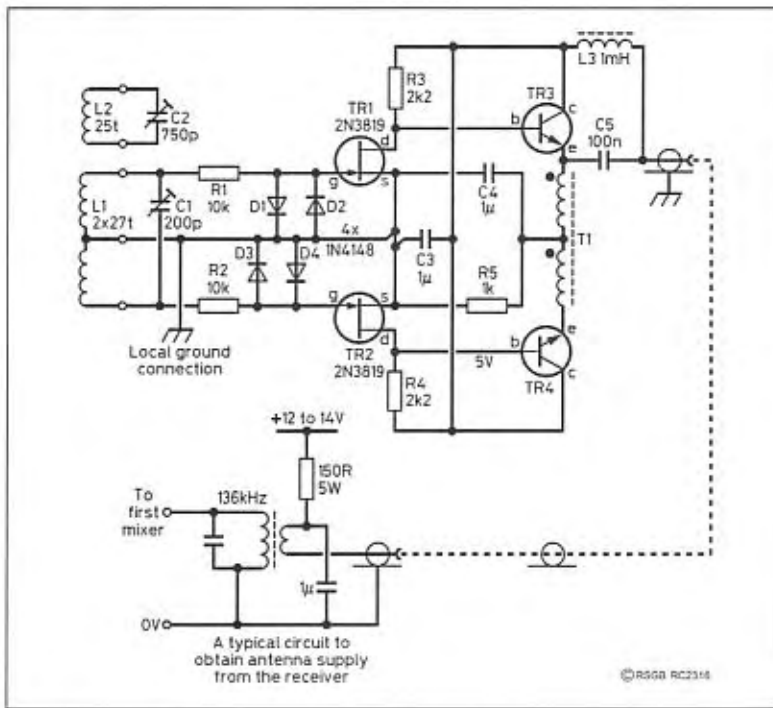 L3 1mH
R3
2k2
TR3
TR1
2N3819
L2
25t
C2
750p
b
c
e
C5
100n
d
g
s
R1
10k
C4
1µ
L1
2x27t
C1
200p
D1
D2
4x
1N4148
C3
1µ
T1
D3
D4
R2
10k
R5
1k
g
s
d
Local ground
connection
TR2
2N3819
b
e
c
5V
TR4
R4
2k2
+12 to 14V
150R
5W
To
first
mixer
136kHz
1µ
0V
A typical circuit to
obtain antenna supply
from the receiver
©RSGB RC2316